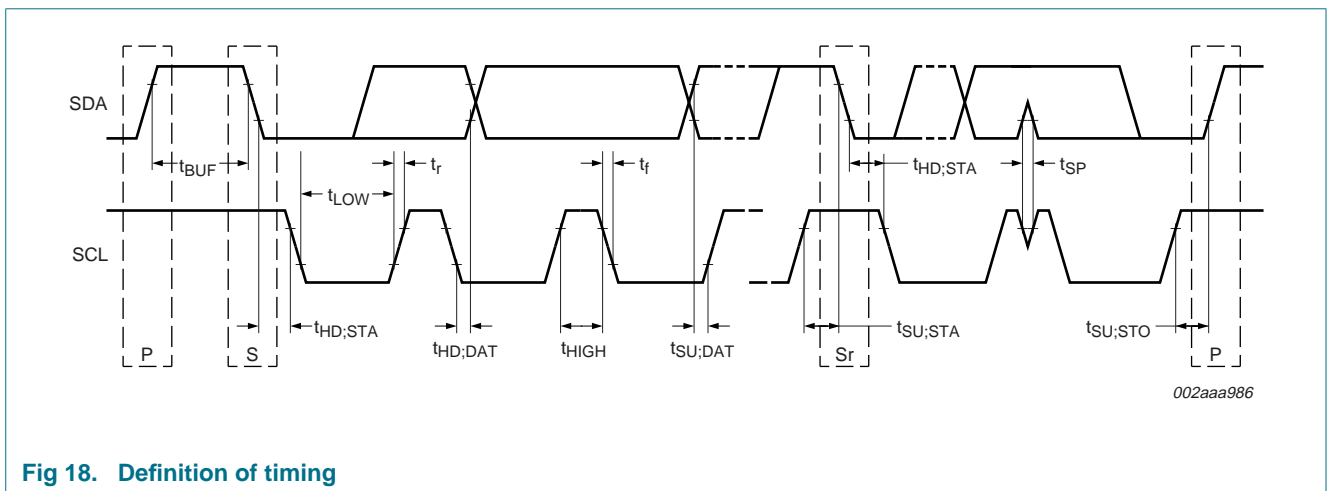 SDA
tBUF
tr
tf
tHD;STA
tSP
tLOW
SCL
tHD;STA
tHD;DAT
tHIGH
tSU;DAT
tSU;STA
tSU;STO
P
S
Sr
P
002aaa986
Fig 18. Definition of timing